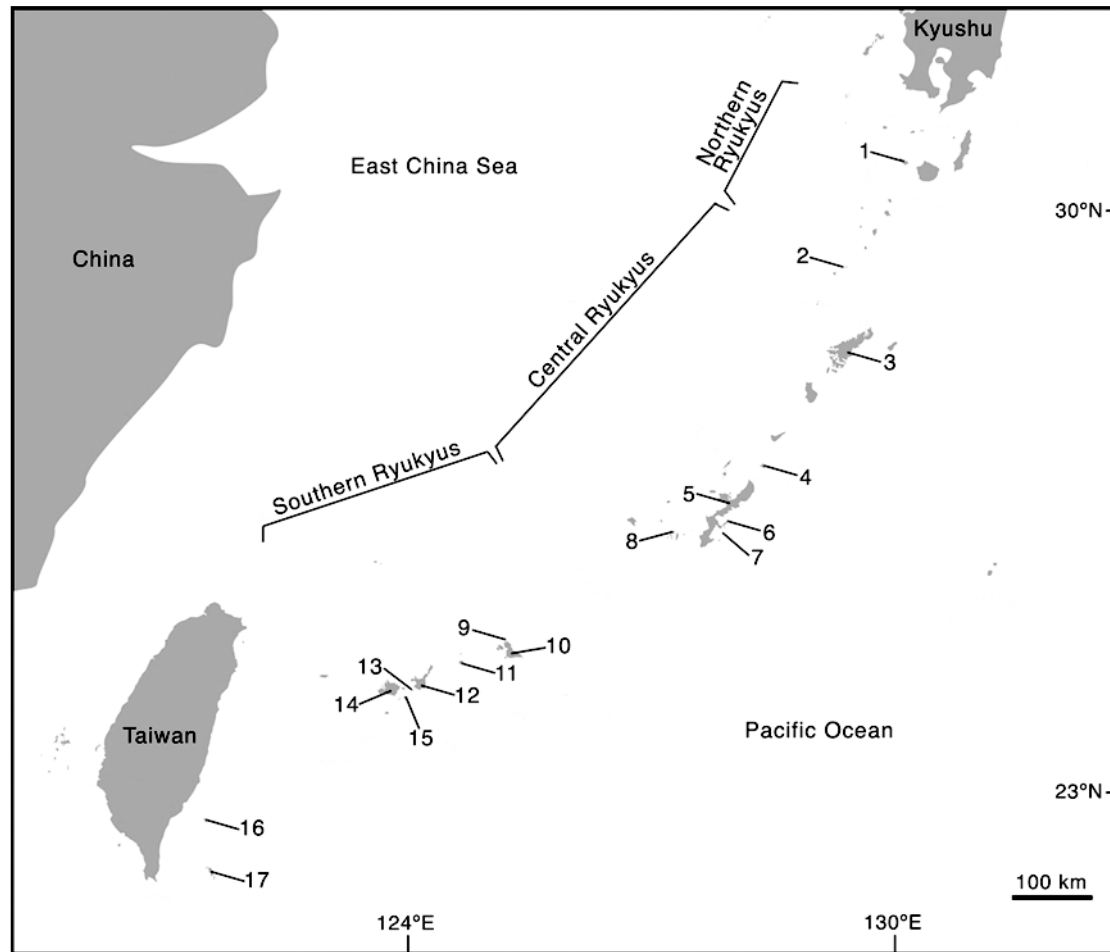 Kyushu
Northern
Ryukyus
1
East China Sea
30°N
China
2
Central Ryukyus
3
Southern Ryukyus
4
5
6
8
7
9
10
13
11
14
12
15
Taiwan
Pacific Ocean
23°N
16
17
100 km
124°E
130°E